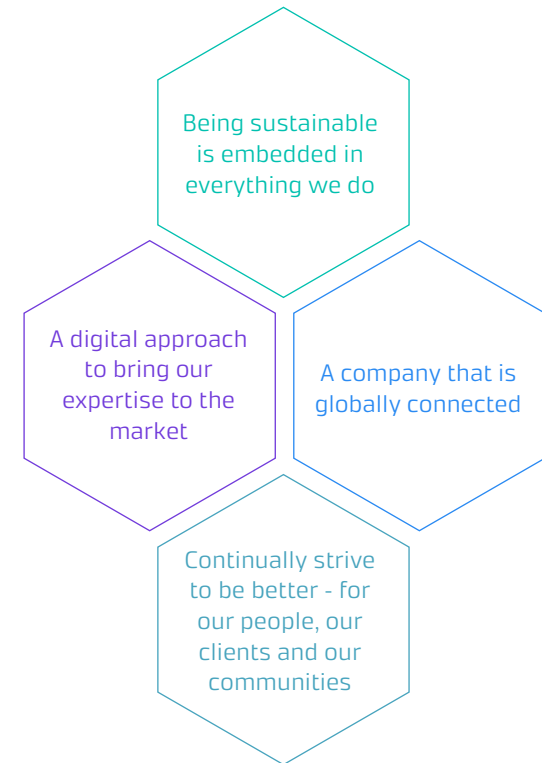 Being sustainable
is embedded in
everything we do
A digital approach
to bring our
expertise to the
market
A company that is
globally connected
Continually strive
to be better - for
our people, our
clients and our
communities